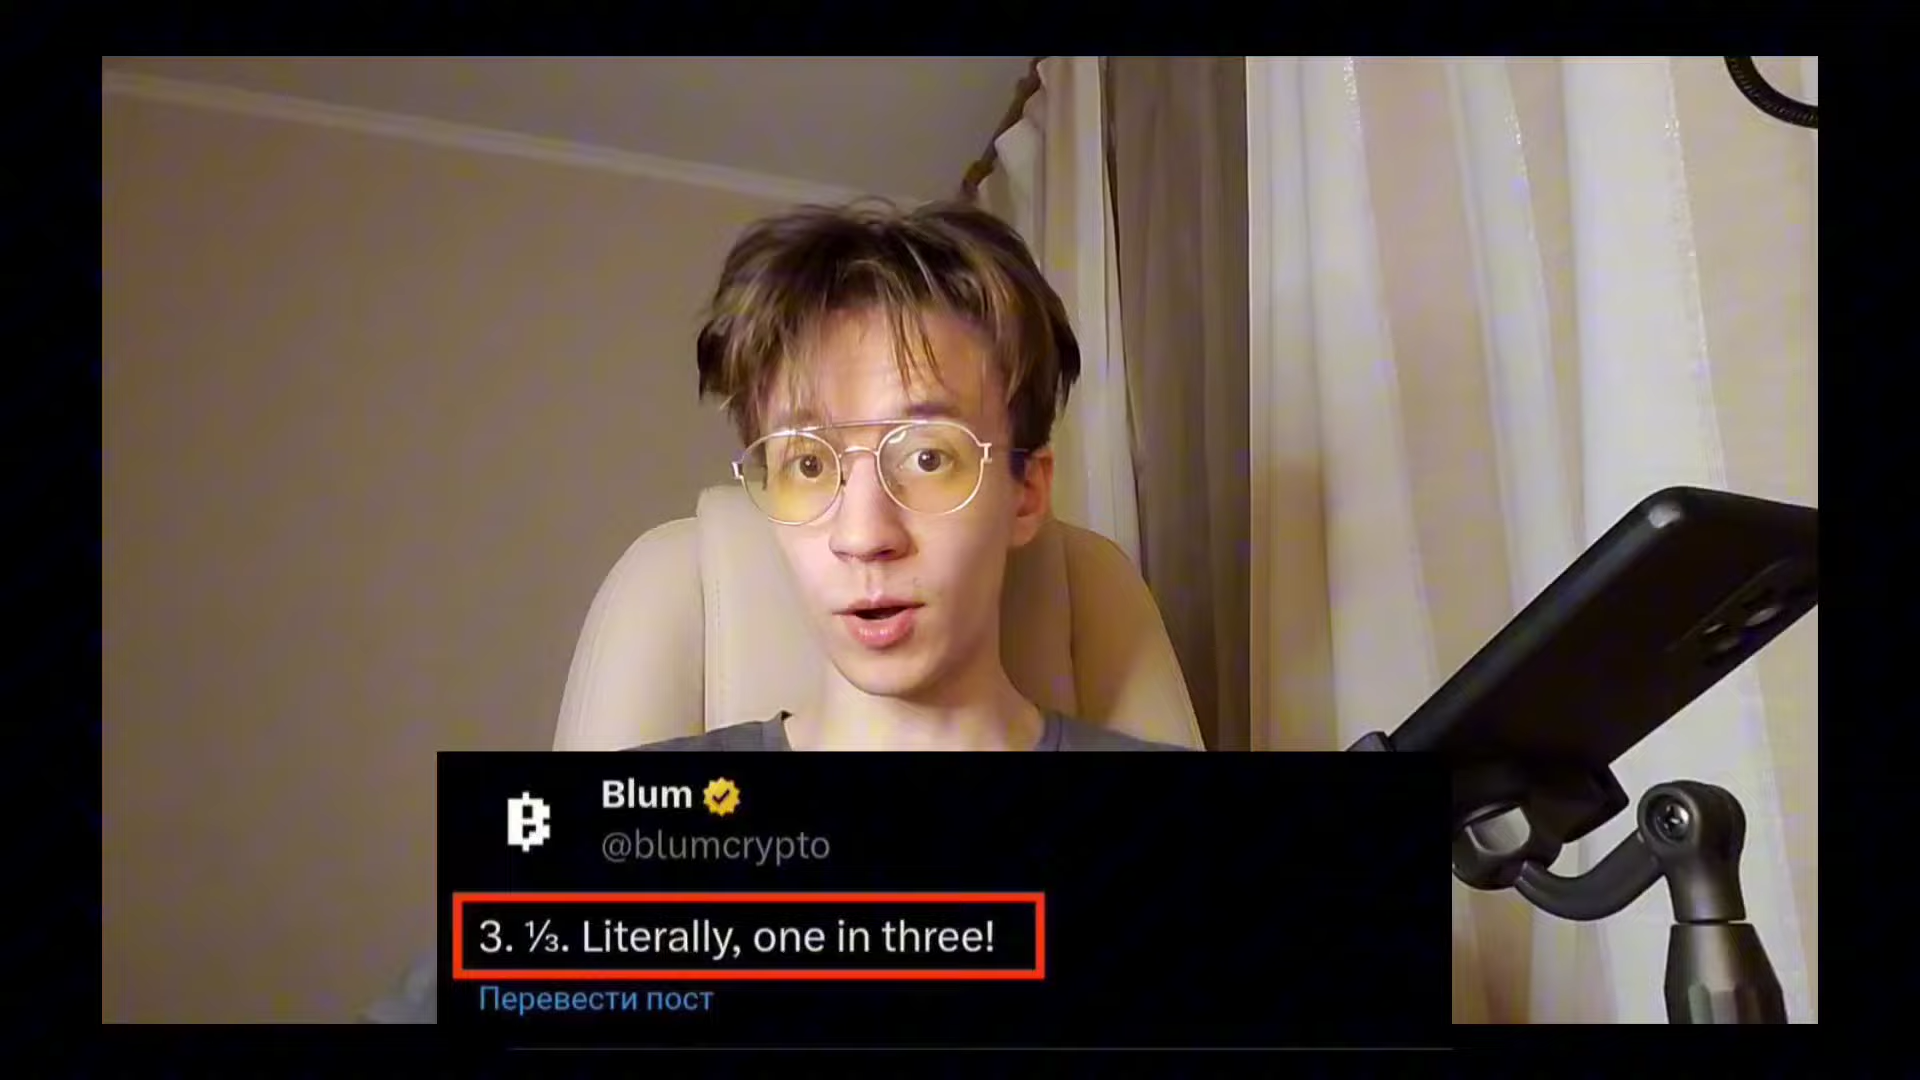 Blum
@blumcrypto
3. ⅓. Literally, one in three!
Перевести пост